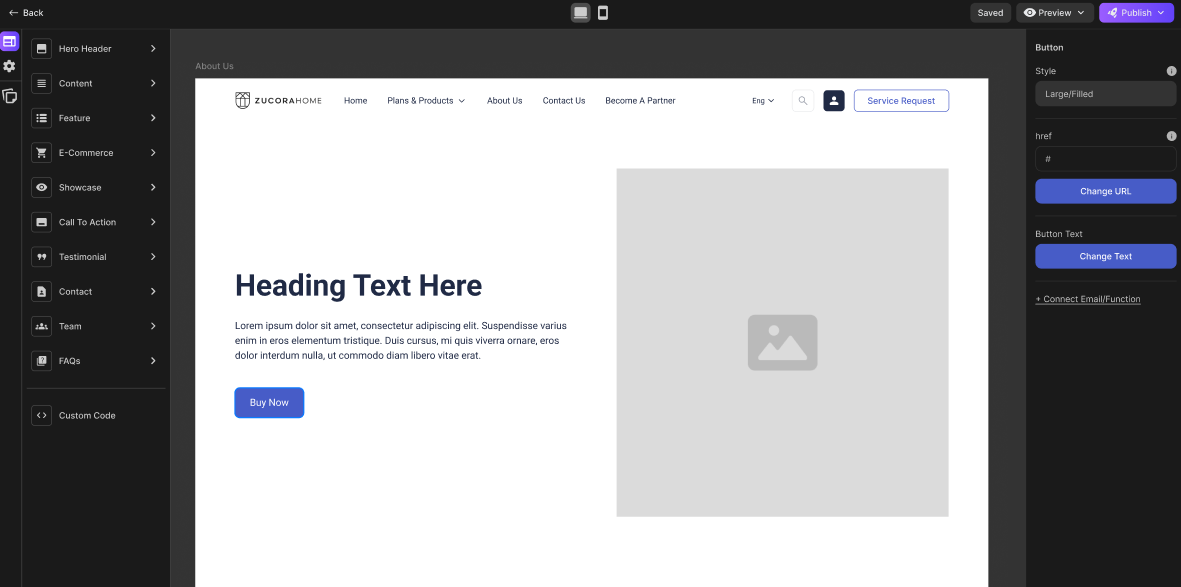 Back
Saved
Preview
Publish
Hero Header
Content
Feature
E-Commerce
Showcase
Call To Action
Testimonial
Contact
Team
FAQs
Custom Code
About Us
ZUCORAHOME
Home
Plans & Products
About Us
Contact Us
Become A Partner
Eng
Service Request
Heading Text Here
Lorem ipsum dolor sit amet, consectetur adipiscing elit. Suspendisse varius
enim in eros elementum tristique. Duis cursus, mi quis viverra ornare, eros
dolor interdum nulla, ut commodo diam libero vitae erat.
Buy Now
Button
Style
Large/Filled
href
#
Change URL
Button Text
Change Text
+ Connect Email/Function